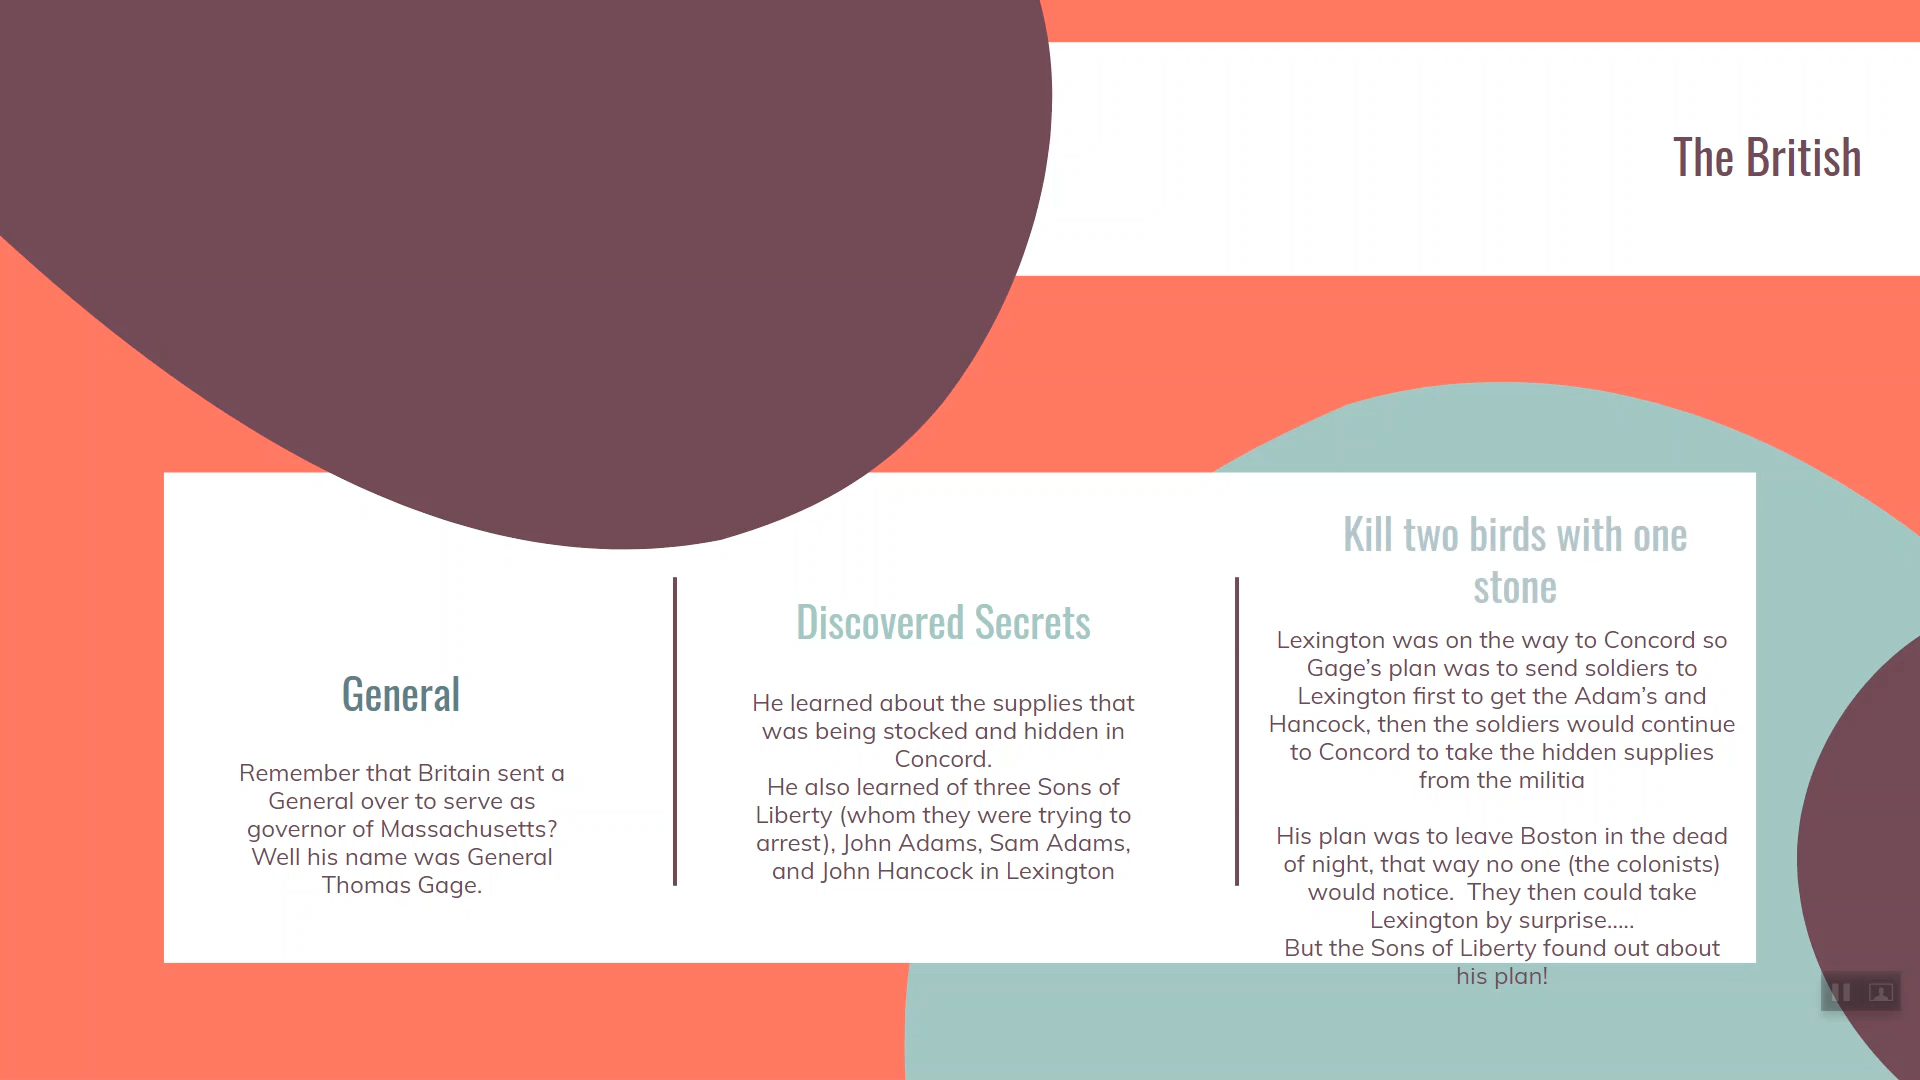 The British
General
Remember that Britain sent a
General over to serve as
governor of Massachusetts?
Well his name was General
Thomas Gage.
Discovered Secrets
He learned about the supplies that
was being stocked and hidden in
Concord.
He also learned of three Sons of
Liberty (whom they were trying to
arrest), John Adams, Sam Adams,
and John Hancock in Lexington
Kill two birds with one
stone
Lexington was on the way to Concord so
Gage’s plan was to send soldiers to
Lexington first to get the Adam’s and
Hancock, then the soldiers would continue
to Concord to take the hidden supplies
from the militia
His plan was to leave Boston in the dead
of night, that way no one (the colonists)
would notice.  They then could take
Lexington by surprise.....
But the Sons of Liberty found out about
his plan!